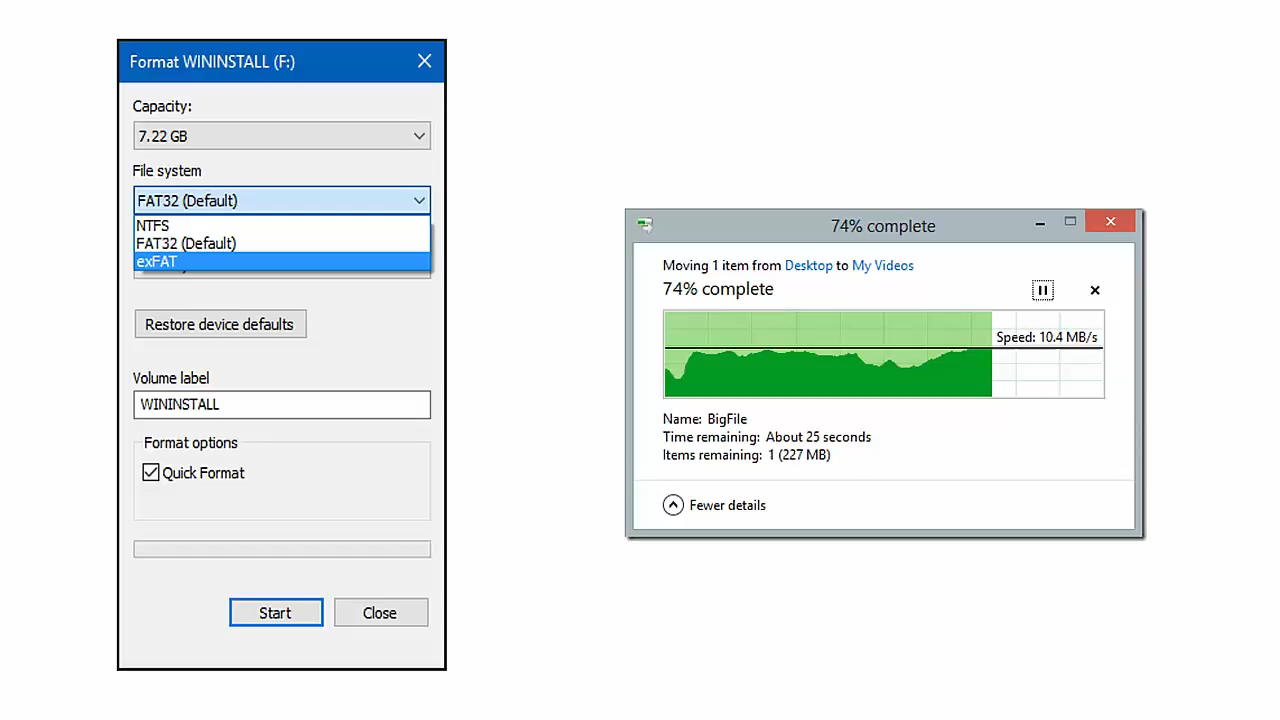 Format WININSTALL (F:)
Capacity:
7.22 GB
File system
FAT32 (Default)
NTFS
FAT32 (Default)
exFAT
Restore device defaults
Volume label
WININSTALL
Format options
Quick Format
Start
Close
74% complete
Moving 1 item from Desktop to My Videos
74% complete
Speed: 10.4 MB/s
Name: BigFile
Time remaining: About 25 seconds
Items remaining: 1 (227 MB)
Fewer details